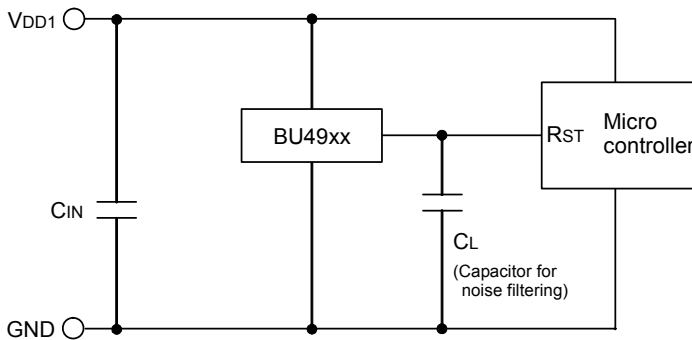 VDD1
BU49xx
RST
Micro
controller
CIN
CL
(Capacitor for
noise filtering)
GND